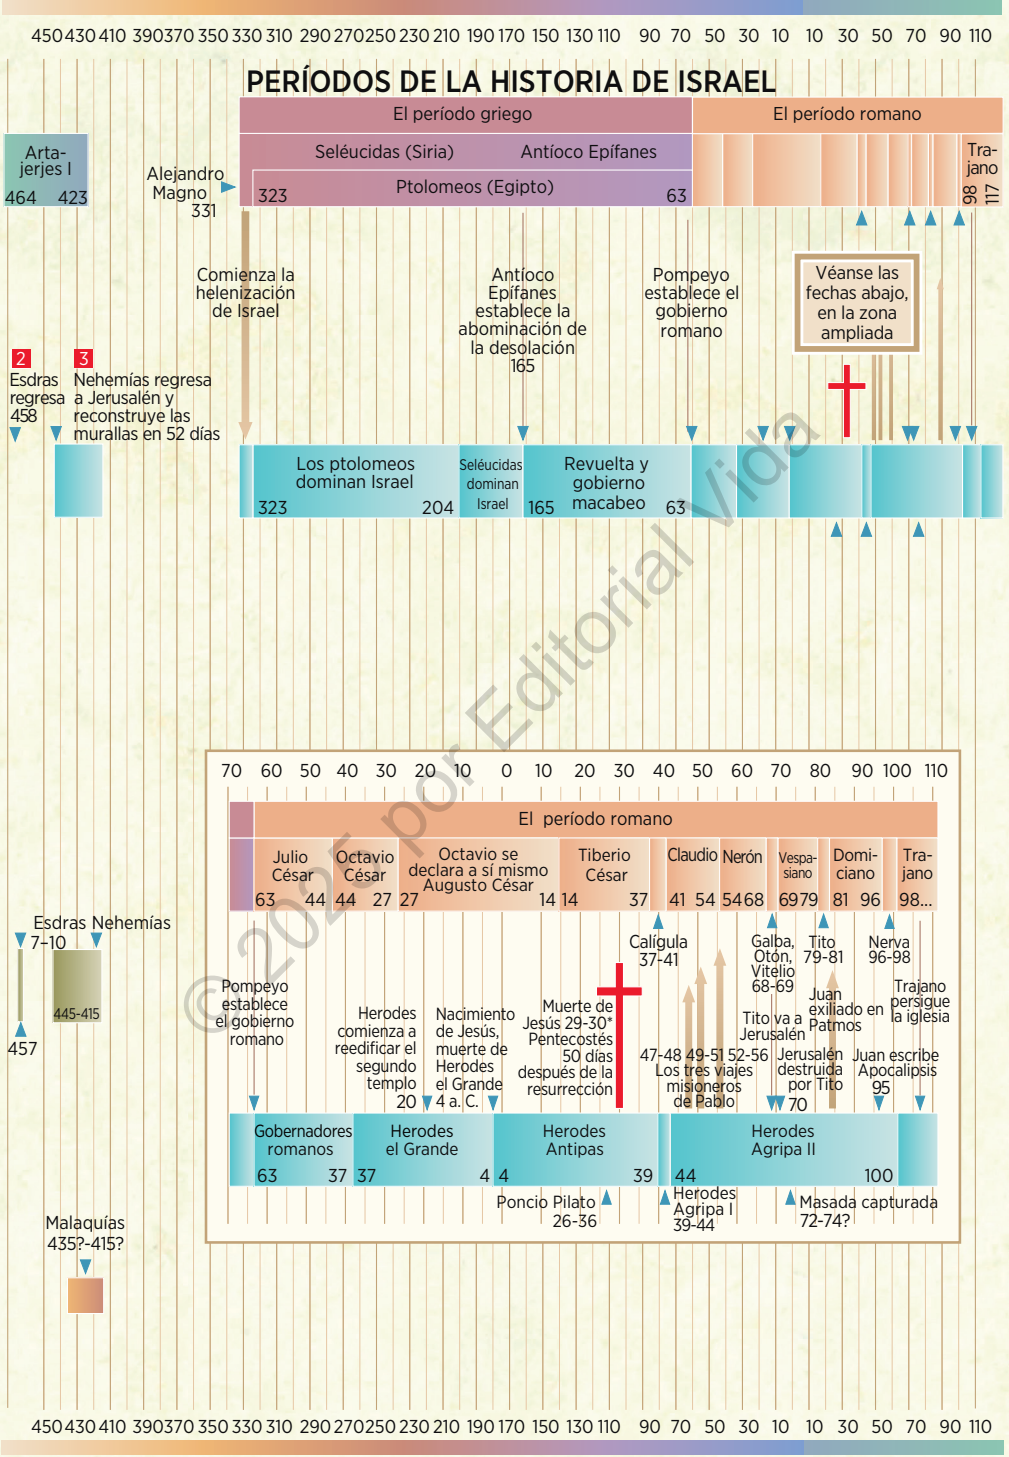 450 430 410 390 370 350 330 310 290 270 250 230 210 190 170 150 130 110 90 70 50 30 10 10 30 50 70 90 110
PERÍODOS DE LA HISTORIA DE ISRAEL
El período griego
El período romano
Arta-
jerjes I
464 423
Alejandro
Magno
331
Seléucidas (Siria) Antíoco Epífanes
Ptolomeos (Egipto)
323 63
Tra-
jano
98
117
Comienza la
helenización
de Israel
Antíoco
Epífanes
establece la
abominación de
la desolación
165
Pompeyo
establece el
gobierno
romano
Véanse las
fechas abajo,
en la zona
ampliada
2
Esdras
regresa
458
3
Nehemías regresa
a Jerusalén y
reconstruye las
murallas en 52 días
Los ptolomeos
dominan Israel
323 204
Seléucidas
dominan
Israel
Revuelta y
gobierno
macabeo
165 63
© 2025 por Editorial Vida
70 60 50 40 30 20 10 0 10 20 30 40 50 60 70 80 90 100 110
El período romano
Julio
César
63 44
Octavio
César
44 27
Octavio se
declara a sí mismo
Augusto César
27 14
Tiberio
César
14 37
Claudio
41 54
Nerón
54 68
Vespa-
siano
69 79
Domi-
ciano
81 96
Tra-
jano
98...
Esdras Nehemías
7-10
445-415
457
Calígula
37-41
Galba,
Otón,
Vitelio
68-69
Tito
79-81
Nerva
96-98
Pompeyo
establece
el gobierno
romano
Herodes
comienza a
reedificar el
segundo
templo
20
Nacimiento
de Jesús,
muerte de
Herodes
el Grande
4 a. C.
Muerte de
Jesús 29-30*
Pentecostés
50 días
después de la
resurrección
47-48 49-51 52-56
Los tres viajes
misioneros
de Pablo
Tito va a
Jerusalén
Jerusalén
destruida
por Tito
70
Juan
exiliado en
Patmos
Juan escribe
Apocalipsis
95
Trajano
persigue
la iglesia
Gobernadores
romanos
63 37
Herodes
el Grande
37 4
Herodes
Antipas
4 39
Herodes
Agripa II
44 100
Poncio Pilato
26-36
Herodes
Agripa I
39-44
Masada capturada
72-74?
Malaquías
435?-415?
450 430 410 390 370 350 330 310 290 270 250 230 210 190 170 150 130 110 90 70 50 30 10 10 30 50 70 90 110